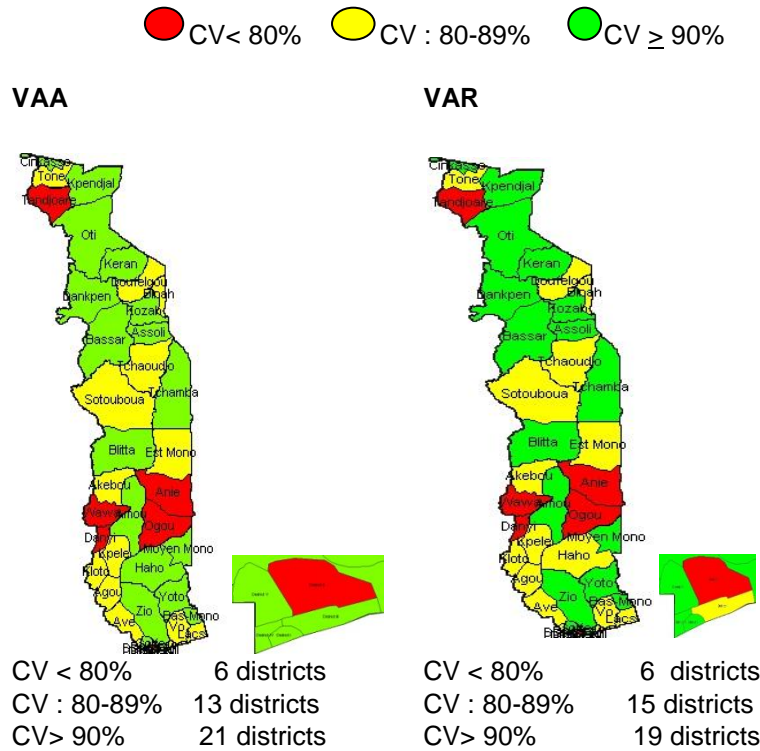 CV< 80% CV : 80-89% CV ≥ 90%
VAA
Tone
Kpendjal
Tandjoare
Oti
Keran
Dankpen
Kozah
Assoli
Bassar
Tchaoudjo
Tchamba
Sotouboua
Blitta
Est Mono
Akebou
Anie
Wawa
Amou
Ogou
Danyi
Kpele
Moyen Mono
Kloto
Haho
Agou
Yoto
Zio
Bas-Mono
Ave
Vo
Lacs
CV < 80% 6 districts
CV : 80-89% 13 districts
CV> 90% 21 districts
VAR
Tone
Kpendjal
Tandjoare
Oti
Keran
Dankpen
Kozah
Assoli
Bassar
Tchaoudjo
Tchamba
Sotouboua
Blitta
Est Mono
Akebou
Anie
Wawa
Amou
Ogou
Danyi
Kpele
Moyen Mono
Kloto
Haho
Agou
Yoto
Zio
Bas-Mono
Ave
Vo
Lacs
CV < 80% 6 districts
CV : 80-89% 15 districts
CV> 90% 19 districts